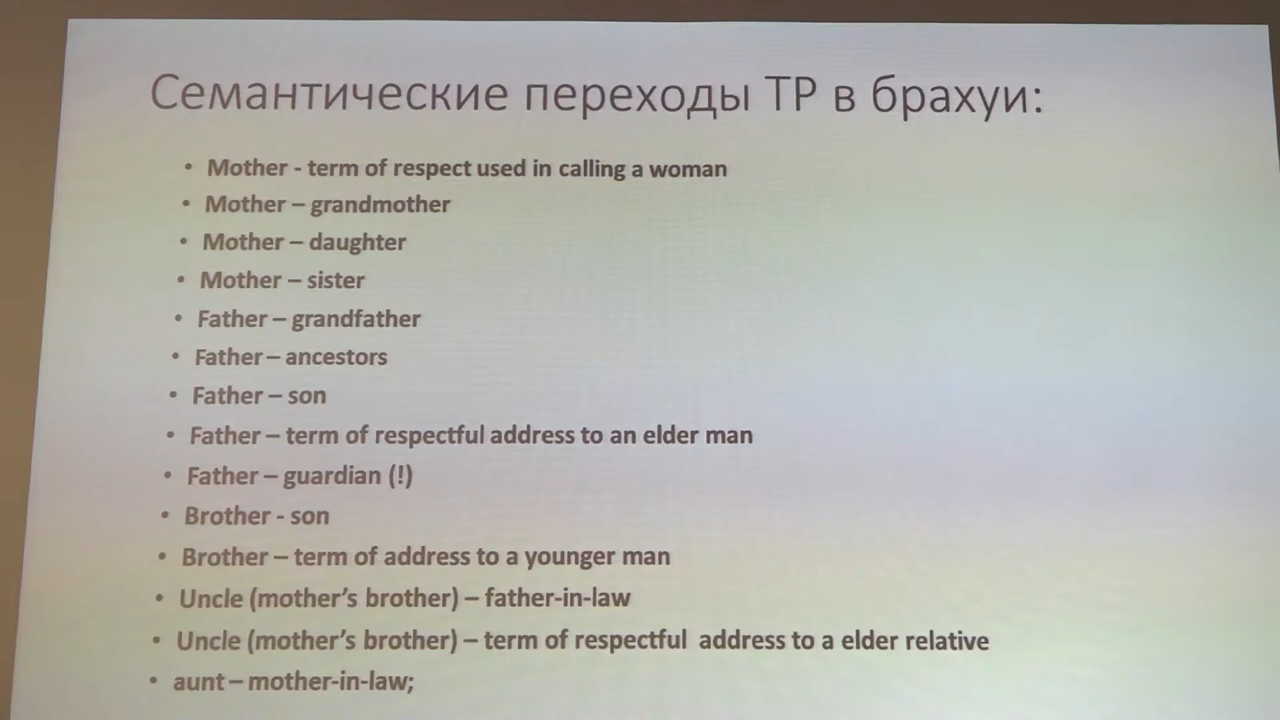 Семантические переходы ТР в брахуи:
• Mother - term of respect used in calling a woman
• Mother – grandmother
• Mother – daughter
• Mother – sister
• Father – grandfather
• Father – ancestors
• Father – son
• Father – term of respectful address to an elder man
• Father – guardian (!)
• Brother - son
• Brother – term of address to a younger man
• Uncle (mother's brother) – father-in-law
• Uncle (mother's brother) – term of respectful address to a elder relative
• aunt – mother-in-law;